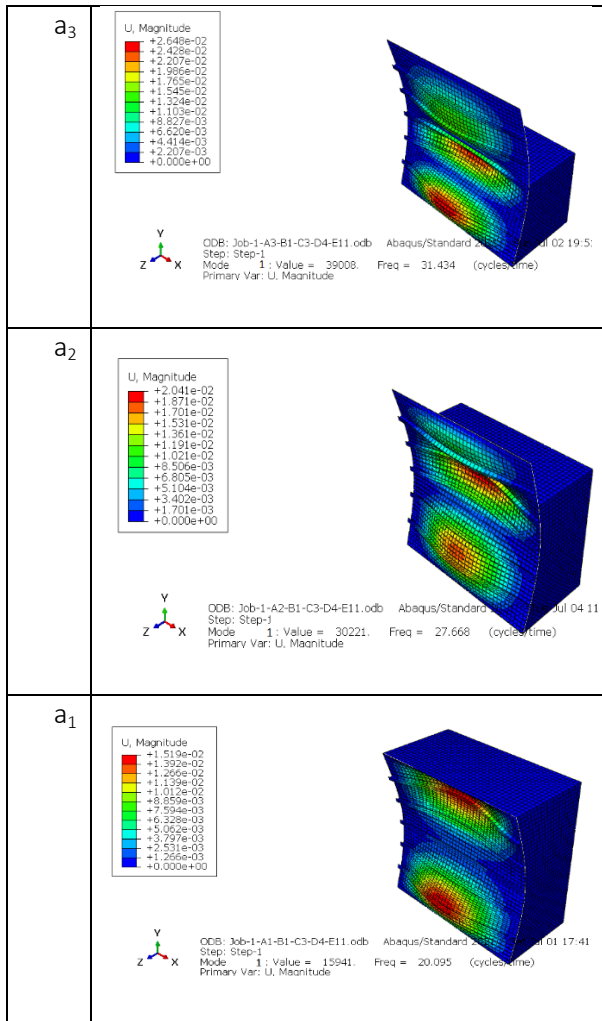 a3
U, Magnitude
+2.648e-02
+2.428e-02
+2.207e-02
+1.986e-02
+1.765e-02
+1.545e-02
+1.324e-02
+1.103e-02
+8.827e-03
+6.620e-03
+4.414e-03
+2.207e-03
+0.000e+00
Y
Z X
ODB: Job-1-A3-B1-C3-D4-E11.odb Abaqus/Standard 02 19:5
Step: Step-1
Mode 1: Value = 39008. Freq = 31.434 (cycles/time)
Primary Var: U, Magnitude
a2
U, Magnitude
+2.041e-02
+1.871e-02
+1.701e-02
+1.531e-02
+1.361e-02
+1.191e-02
+1.021e-02
+8.506e-03
+6.805e-03
+5.104e-03
+3.402e-03
+1.701e-03
+0.000e+00
Y
Z X
ODB: Job-1-A2-B1-C3-D4-E11.odb Abaqus/Standard Jul 04 11
Step: Step-1
Mode 1: Value = 30221. Freq = 27.668 (cycles/time)
Primary Var: U, Magnitude
a1
U, Magnitude
+1.519e-02
+1.392e-02
+1.266e-02
+1.139e-02
+1.012e-02
+8.859e-03
+7.594e-03
+6.328e-03
+5.062e-03
+3.797e-03
+2.531e-03
+1.266e-03
+0.000e+00
Y
Z X
ODB: Job-1-A1-B1-C3-D4-E11.odb Abaqus/Standard 01 17:41
Step: Step-1
Mode 1: Value = 15941. Freq = 20.095 (cycles/time)
Primary Var: U, Magnitude